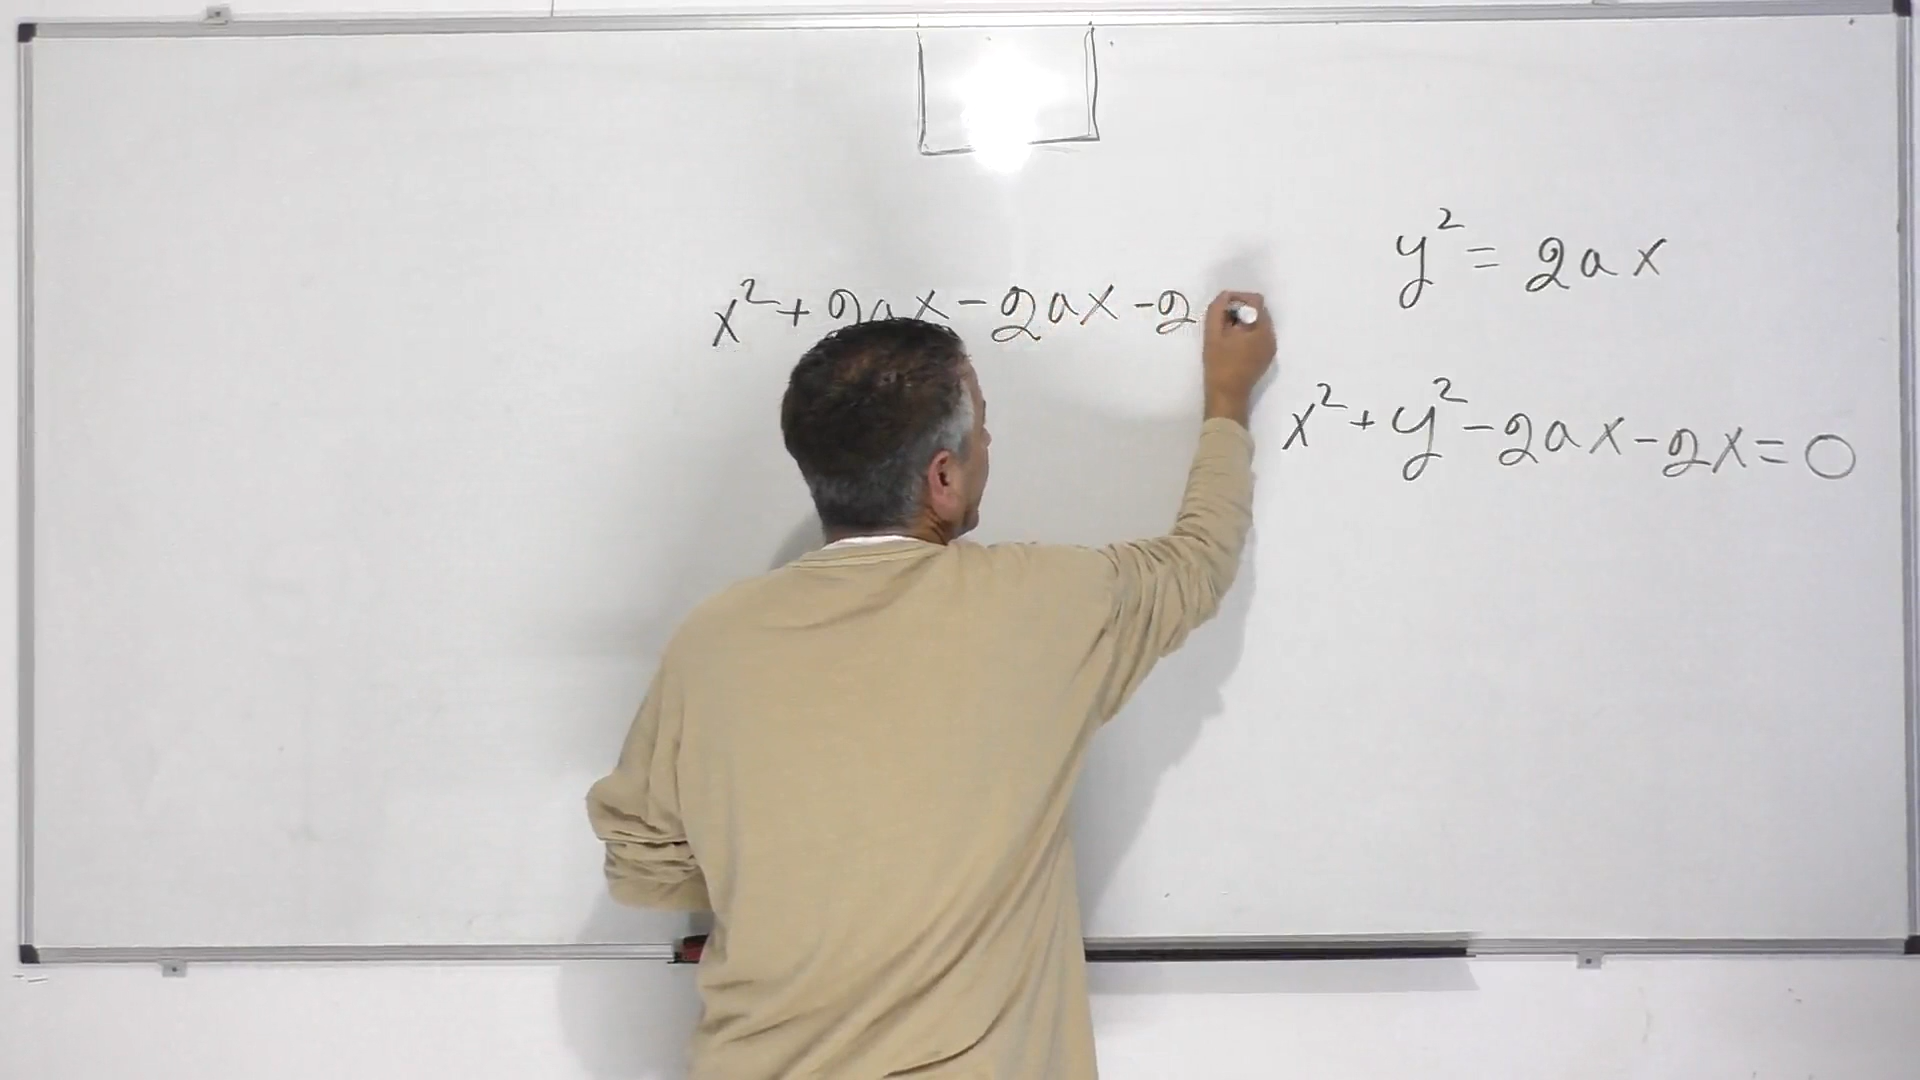 y² = 2ax
x² + 2ax - 2ax - 2
x² + y² - 2ax - 2x = 0